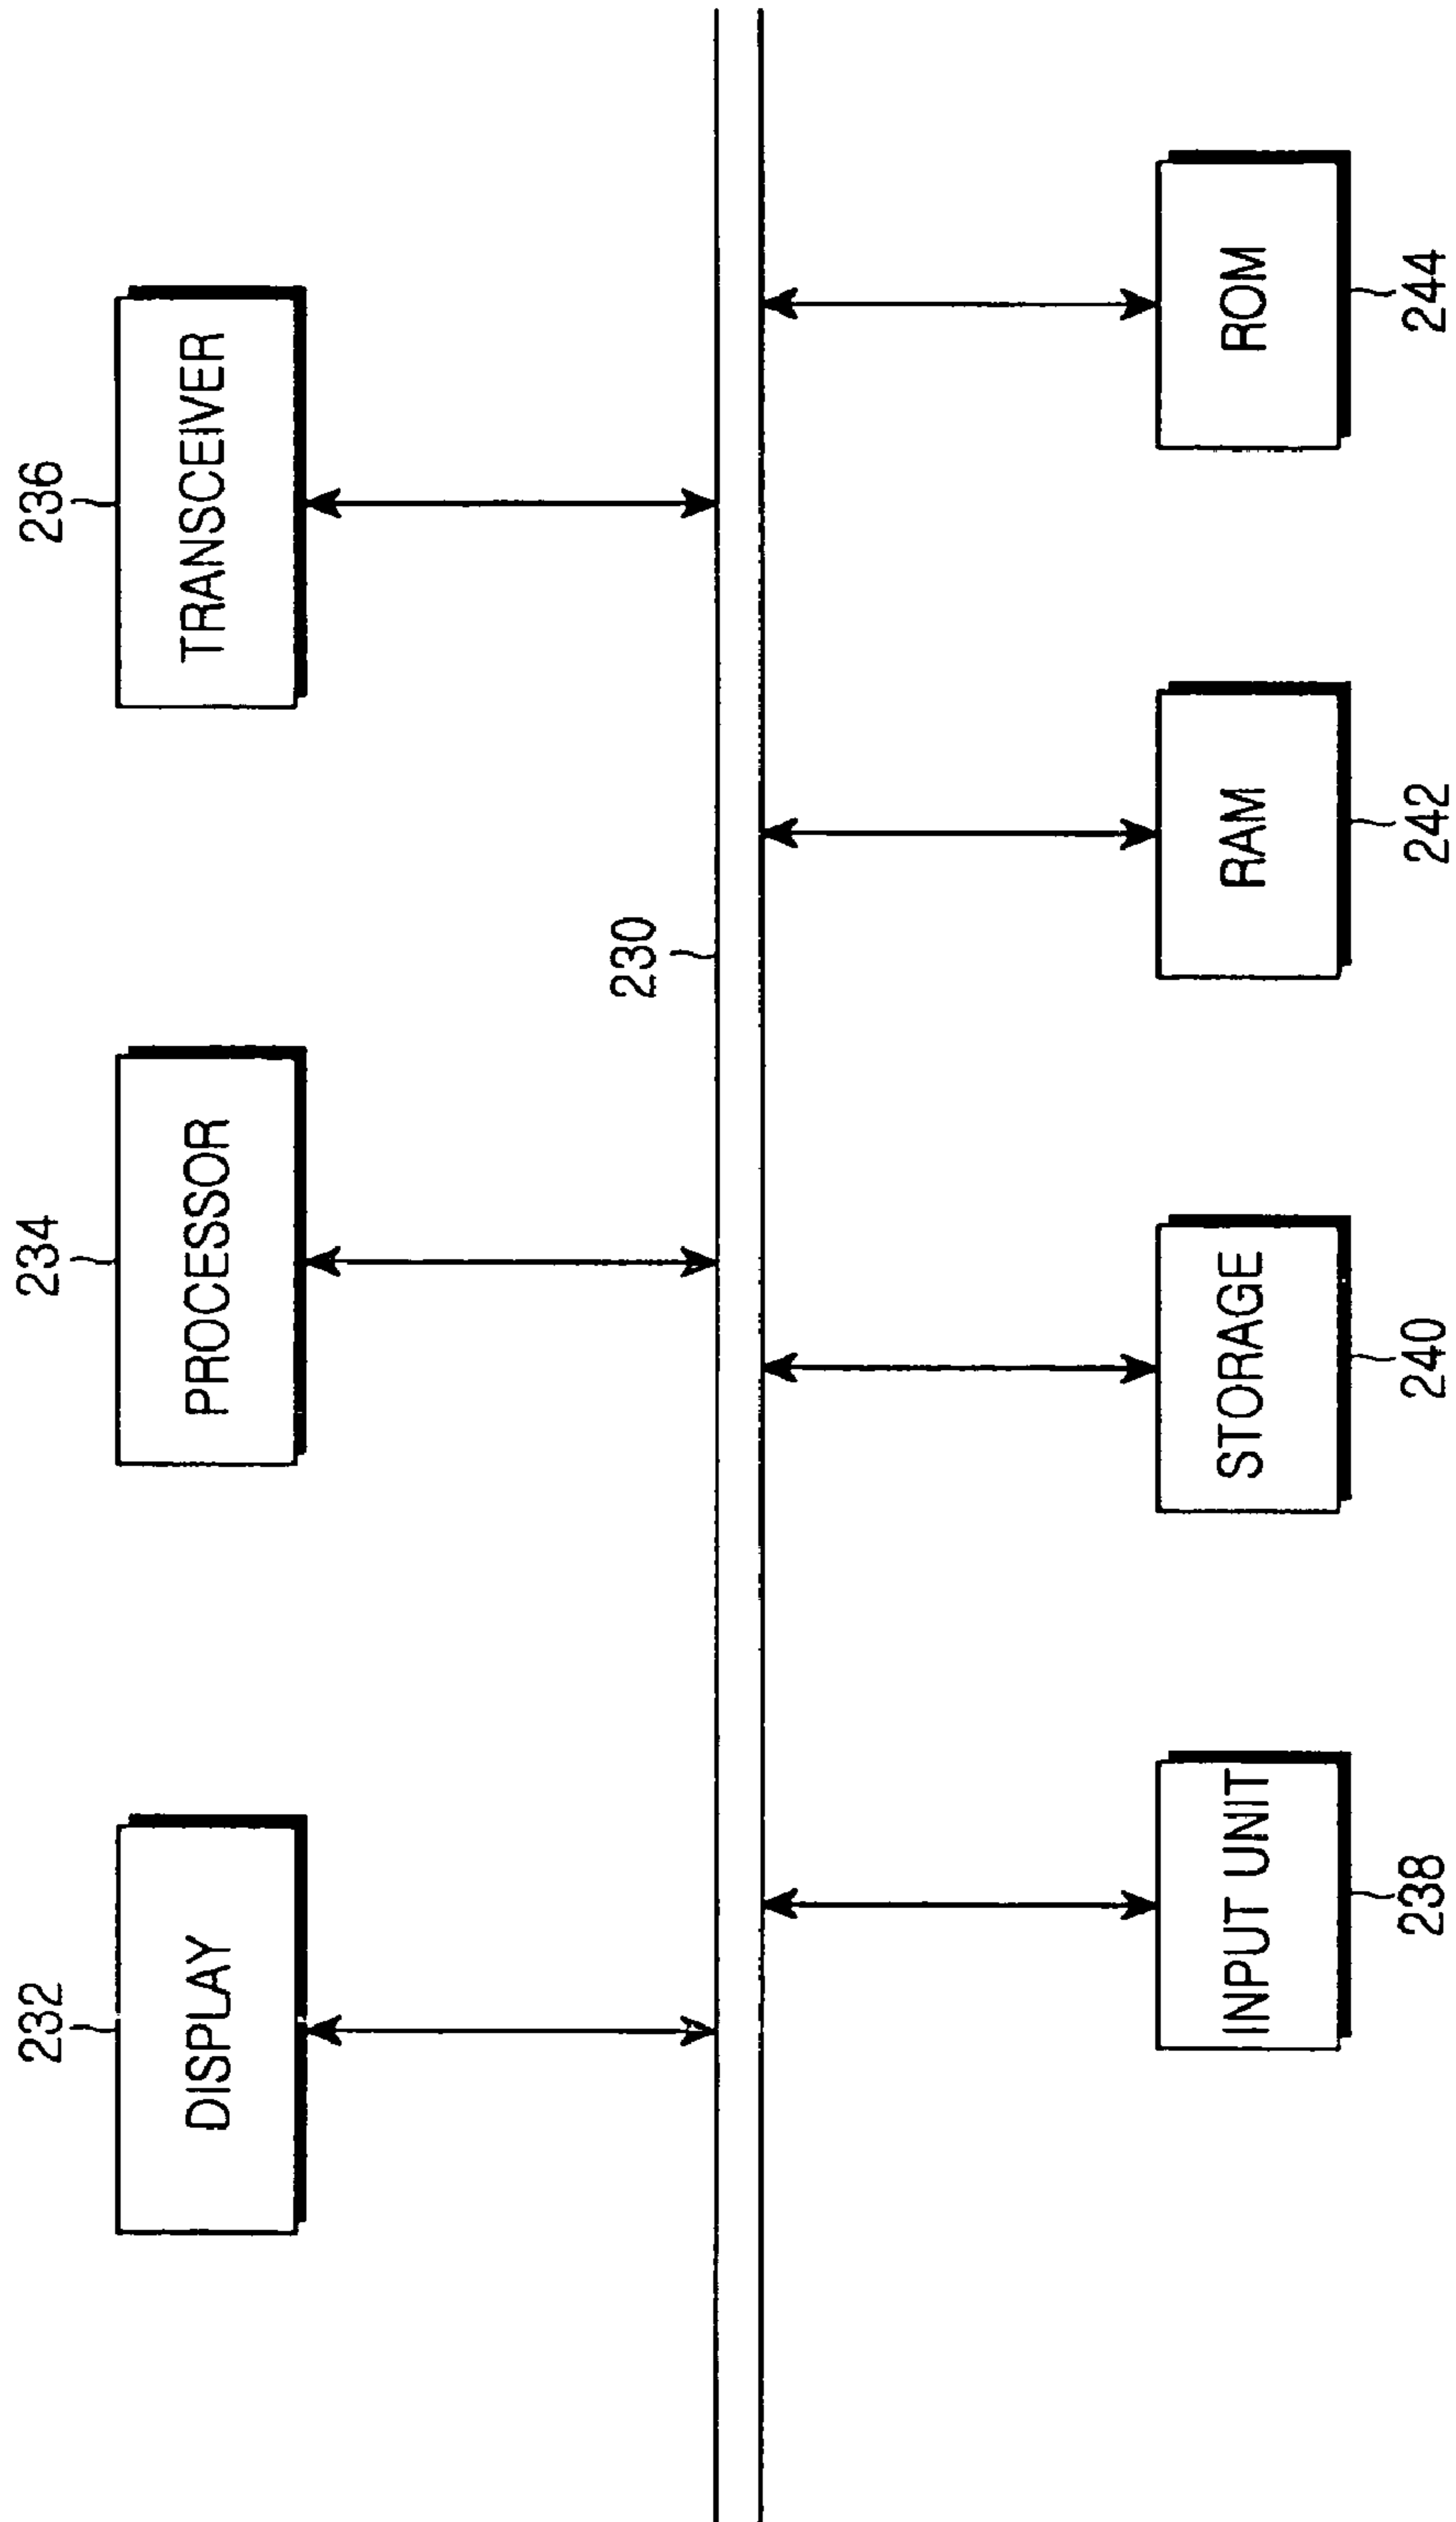 232
DISPLAY
234
PROCESSOR
236
TRANSCEIVER
230
INPUT UNIT
238
STORAGE
240
RAM
242
ROM
244